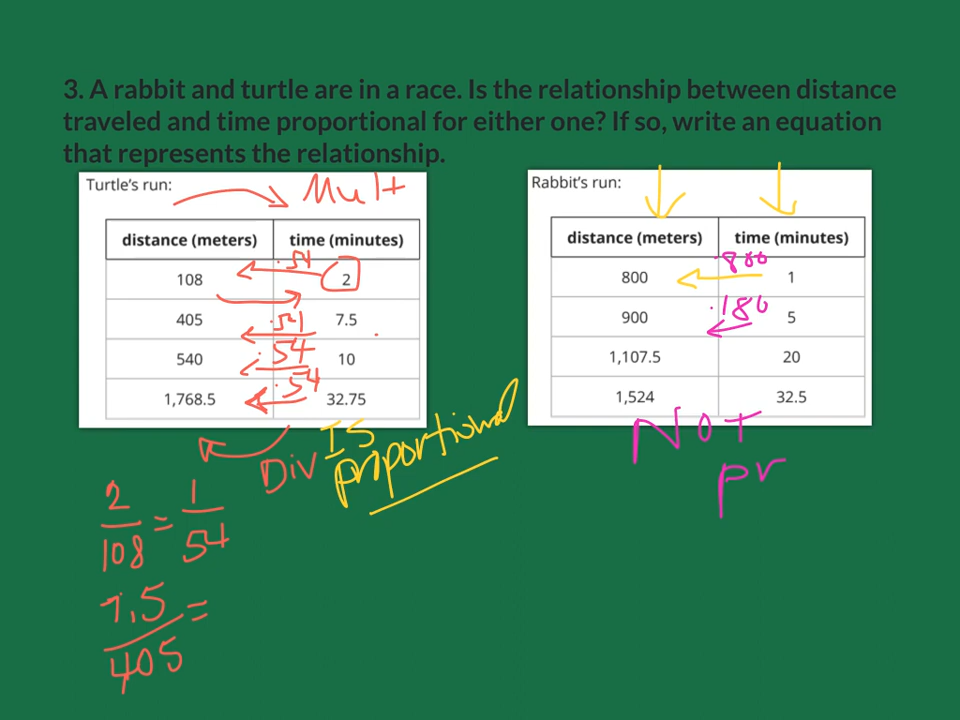 3. A rabbit and turtle are in a race. Is the relationship between distance
traveled and time proportional for either one? If so, write an equation
that represents the relationship.
Turtle's run:
Mult
distance (meters) time (minutes)
108 ·54 2
405 ·54 7.5
540 ·54 10
1,768.5 ·54 32.75
Div
Is
proportional
2/108 = 1/54
7.5/405 =
Rabbit's run:
distance (meters) time (minutes)
800 ·800 1
900 ·180 5
1,107.5 20
1,524 32.5
Not
pr